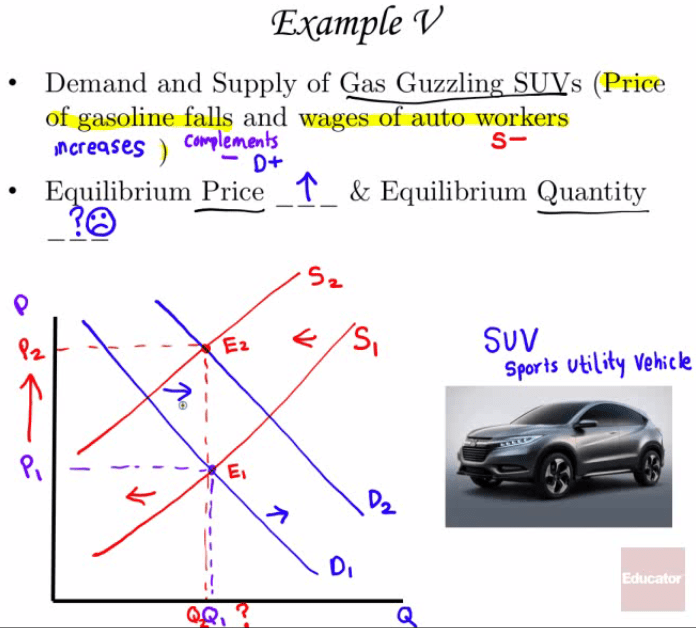 Example V
• Demand and Supply of Gas Guzzling SUVs (Price
of gasoline falls and wages of auto workers
increases ) complements S-
- D+
• Equilibrium Price _ ↑ _ & Equilibrium Quantity
_ ? ☹ _
S₂
P
P₂ E₂ ← S₁
SUV
Sports Utility Vehicle
→
↑
P₁ E₁
← → D₂
D₁
Educator
Q₂Q₁ ? Q